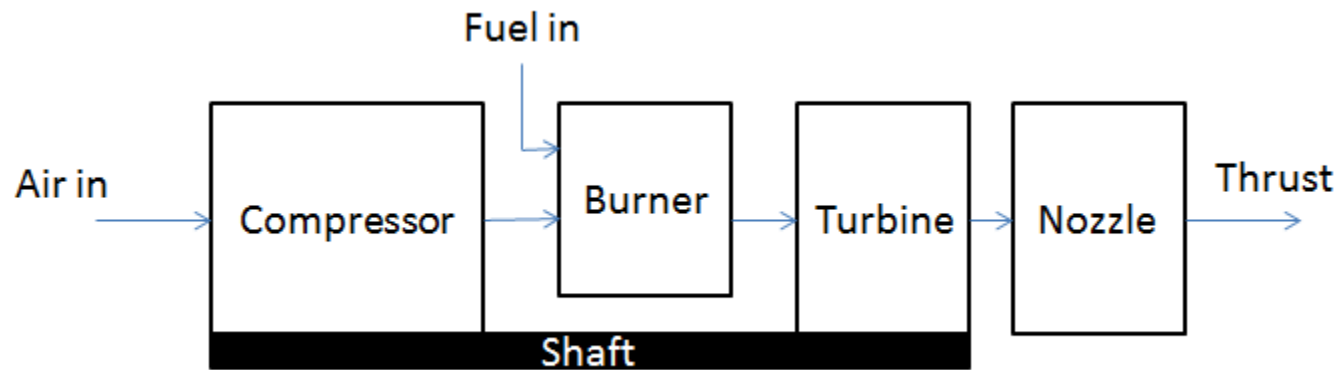 Fuel in
Air in
Compressor
Burner
Turbine
Nozzle
Thrust
Shaft